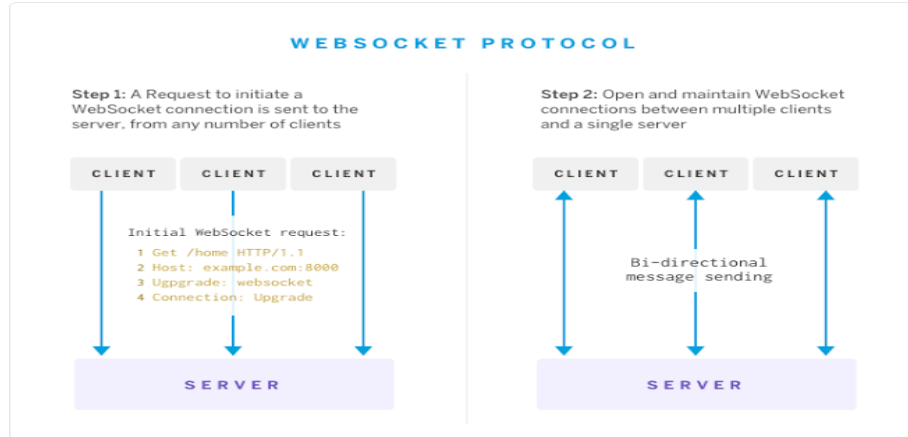 WEBSOCKET PROTOCOL
Step 1: A Request to initiate a
WebSocket connection is sent to the
server, from any number of clients
CLIENT CLIENT CLIENT
Initial WebSocket request:
1 Get /home HTTP/1.1
2 Host: example.com:8000
3 Ugpgrade: websocket
4 Connection: Upgrade
SERVER
Step 2: Open and maintain WebSocket
connections between multiple clients
and a single server
CLIENT CLIENT CLIENT
Bi-directional
message sending
SERVER